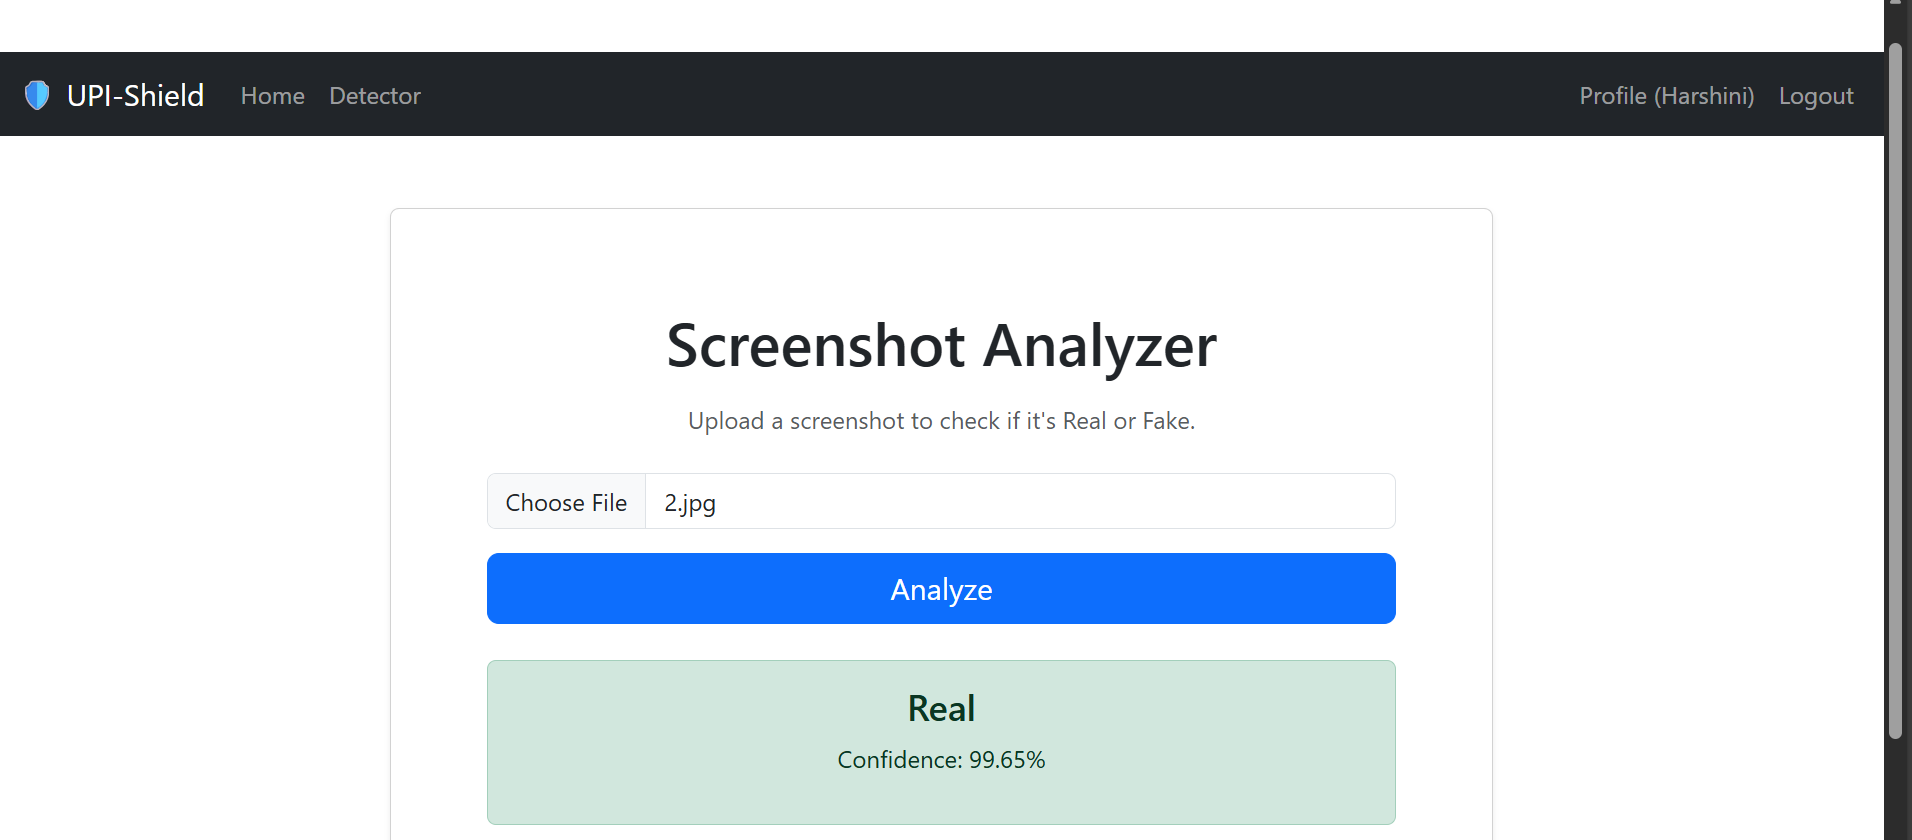 UPI-Shield Home Detector Profile (Harshini) Logout
Screenshot Analyzer
Upload a screenshot to check if it's Real or Fake.
Choose File 2.jpg
Analyze
Real
Confidence: 99.65%